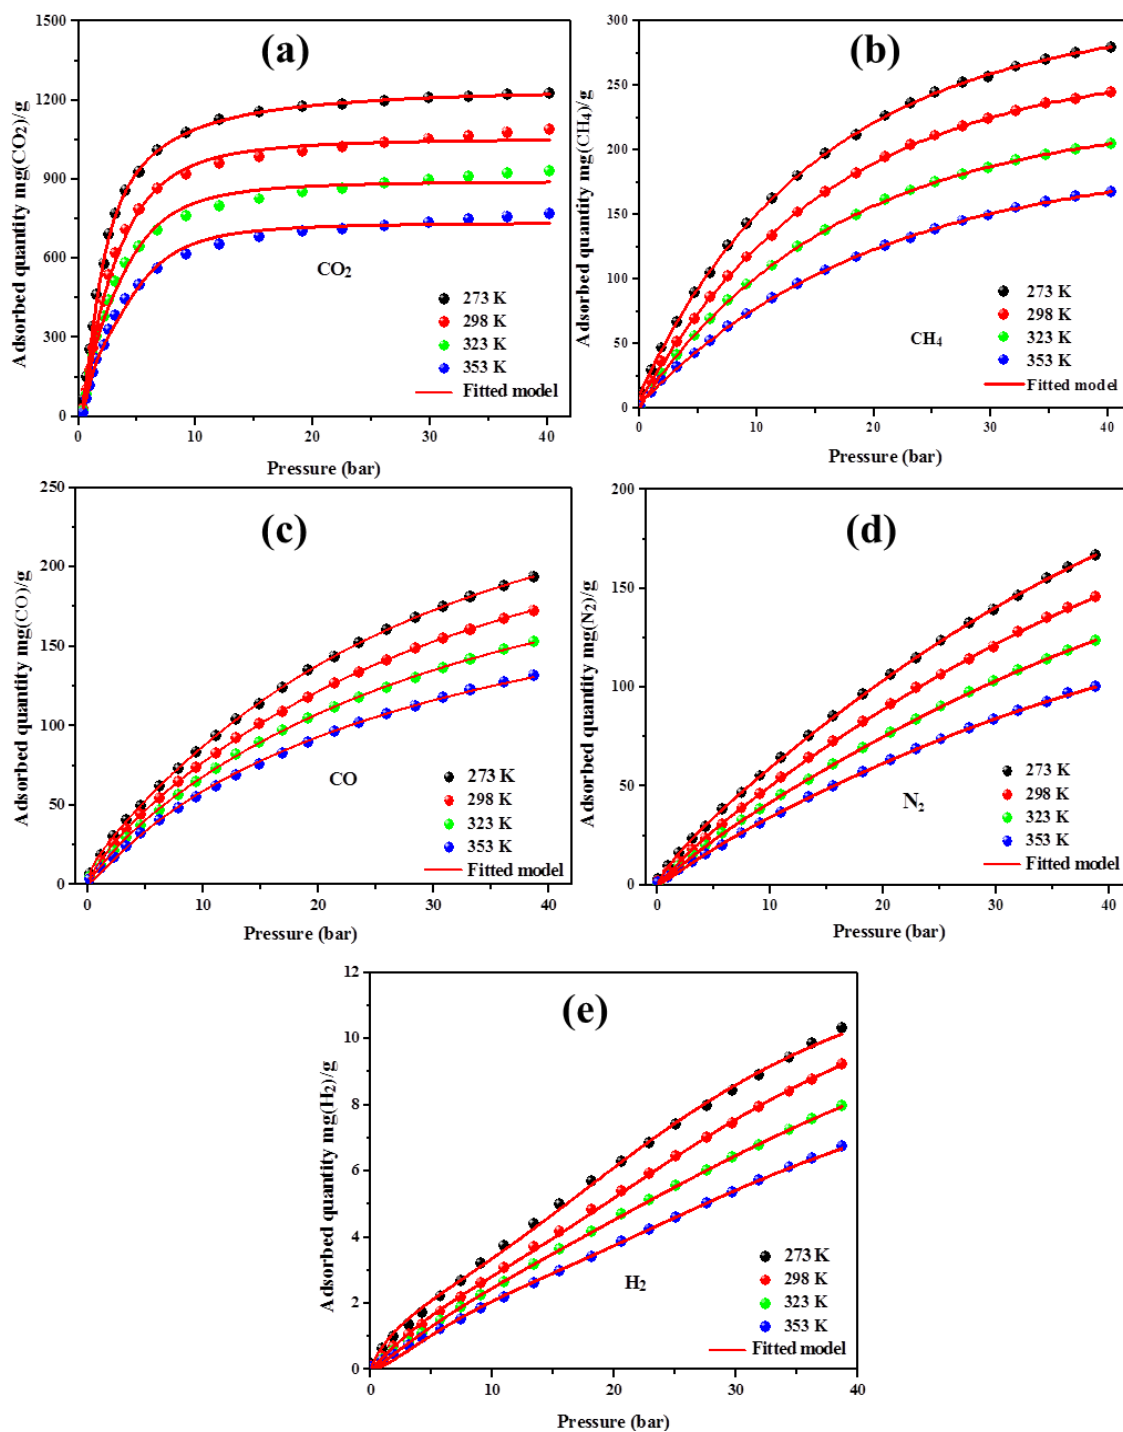 (a)
Adsorbed quantity mg(CO2)/g
1500
1200
900
600
300
0
CO2
273 K
298 K
323 K
353 K
Fitted model
0 10 20 30 40
Pressure (bar)
(b)
Adsorbed quantity mg(CH4)/g
300
250
200
150
100
50
0
CH4
273 K
298 K
323 K
353 K
Fitted model
0 10 20 30 40
Pressure (bar)
(c)
Adsorbed quantity mg(CO)/g
250
200
150
100
50
0
CO
273 K
298 K
323 K
353 K
Fitted model
0 10 20 30 40
Pressure (bar)
(d)
Adsorbed quantity mg(N2)/g
200
150
100
50
0
N2
273 K
298 K
323 K
353 K
Fitted model
0 10 20 30 40
Pressure (bar)
(e)
Adsorbed quantity mg(H2)/g
12
10
8
6
4
2
0
H2
273 K
298 K
323 K
353 K
Fitted model
0 10 20 30 40
Pressure (bar)